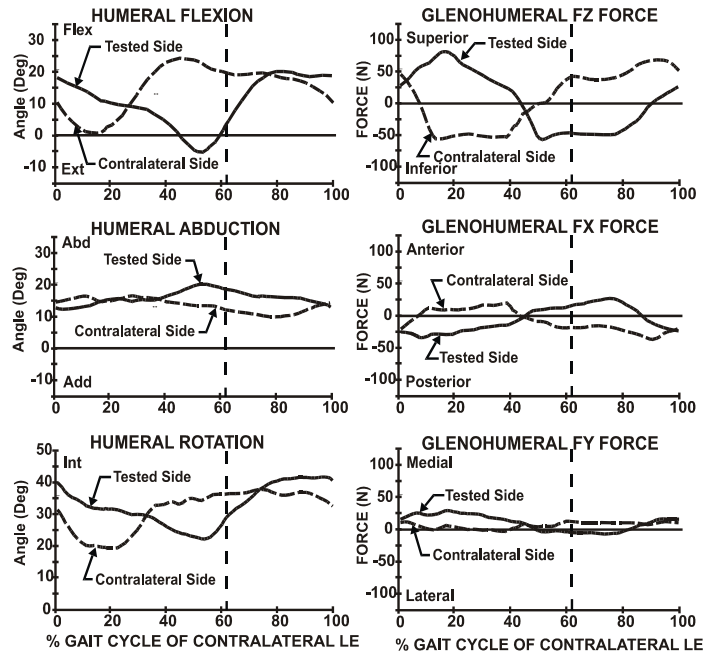 HUMERAL FLEXION
Flex
Tested Side
Contralateral Side
Ext
Angle (Deg)
30
20
10
0
-10
0 20 40 60 80 100
GLENOHUMERAL FZ FORCE
Superior
Tested Side
Contralateral Side
Inferior
FORCE (N)
100
50
0
-50
-100
0 20 40 60 80 100
HUMERAL ABDUCTION
Abd
Tested Side
Contralateral Side
Add
Angle (Deg)
30
20
10
0
-10
0 20 40 60 80 100
GLENOHUMERAL FX FORCE
Anterior
Contralateral Side
Tested Side
Posterior
FORCE (N)
100
50
0
-50
-100
0 20 40 60 80 100
HUMERAL ROTATION
Int
Tested Side
Contralateral Side
Angle (Deg)
50
40
30
20
10
0
0 20 40 60 80 100
% GAIT CYCLE OF CONTRALATERAL LE
GLENOHUMERAL FY FORCE
Medial
Tested Side
Contralateral Side
Lateral
FORCE (N)
100
50
0
-50
-100
0 20 40 60 80 100
% GAIT CYCLE OF CONTRALATERAL LE